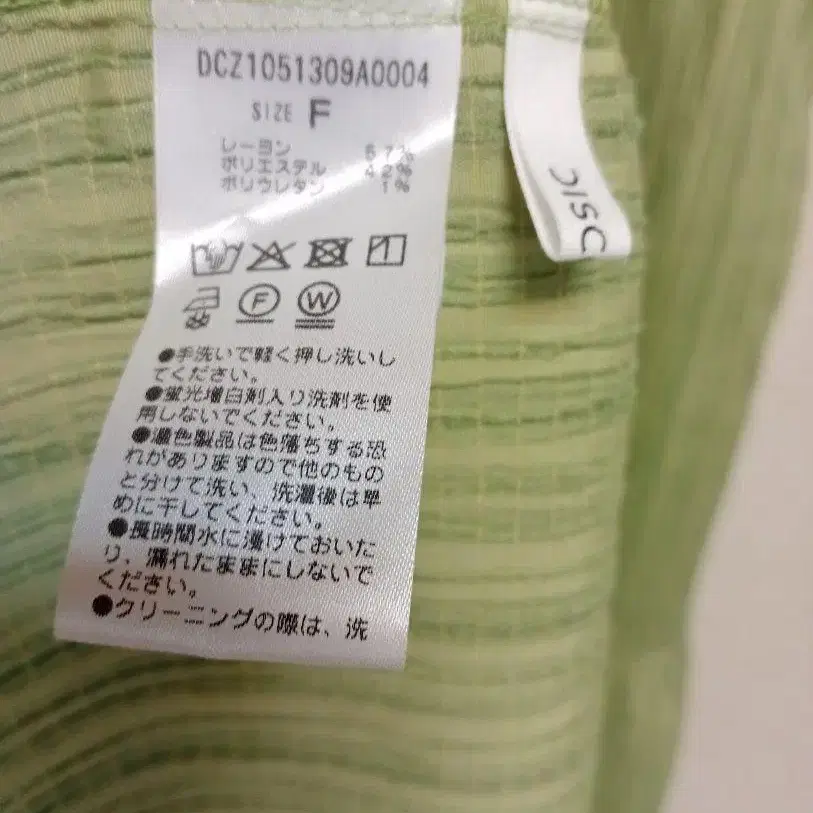 DCZ1051309A0004
SIZE F
レーヨン 57%
ポリエステル 42%
ポリウレタン 1%
F W
●手洗いで軽く押し洗いし
てください。
●蛍光増白剤入り洗剤を使
用しないでください。
●濃色製品は色落ちする恐
れがありますので他のもの
と分けて洗い、洗濯後は早
めに干してください。
●長時間水に浸けておいた
り、濡れたままにしないで
ください。
●クリーニングの際は、洗
DISC